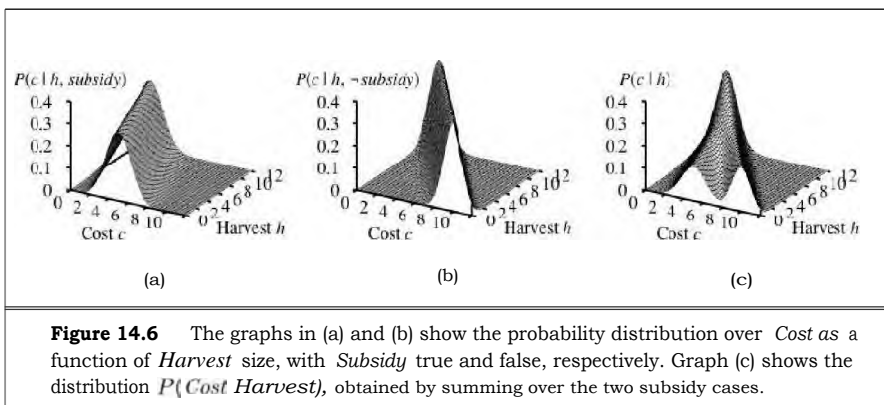 P(c | h, subsidy)
0.4
0.3
0.2
0.1
0
0 2 4 6 8 10
Cost c
0 2 4 6 8 10 12
Harvest h
(a)
P(c | h, ¬ subsidy)
0.4
0.3
0.2
0.1
0
0 2 4 6 8 10
Cost c
0 2 4 6 8 10 12
Harvest h
(b)
P(c | h)
0.4
0.3
0.2
0.1
0
0 2 4 6 8 10
Cost c
0 2 4 6 8 10 12
Harvest h
(c)
Figure 14.6 The graphs in (a) and (b) show the probability distribution over Cost as a
function of Harvest size, with Subsidy true and false, respectively. Graph (c) shows the
distribution P(Cost Harvest), obtained by summing over the two subsidy cases.